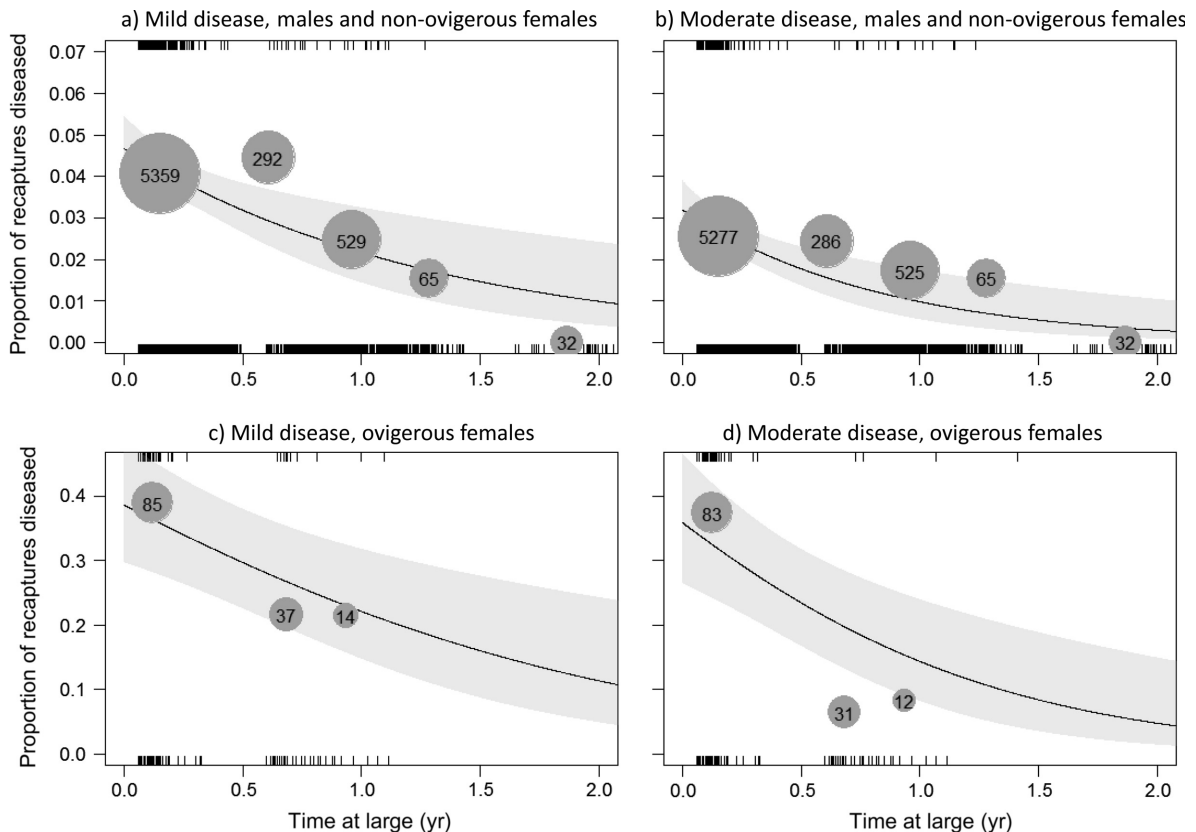 a) Mild disease, males and non-ovigerous females
b) Moderate disease, males and non-ovigerous females
Proportion of recaptures diseased
0.07
0.06
0.05
0.04
0.03
0.02
0.01
0.00
5359
292
529
65
32
5277
286
525
65
32
0.0 0.5 1.0 1.5 2.0
0.0 0.5 1.0 1.5 2.0
c) Mild disease, ovigerous females
d) Moderate disease, ovigerous females
Proportion of recaptures diseased
0.4
0.3
0.2
0.1
0.0
85
37
14
83
31
12
0.0 0.5 1.0 1.5 2.0
0.0 0.5 1.0 1.5 2.0
Time at large (yr)
Time at large (yr)